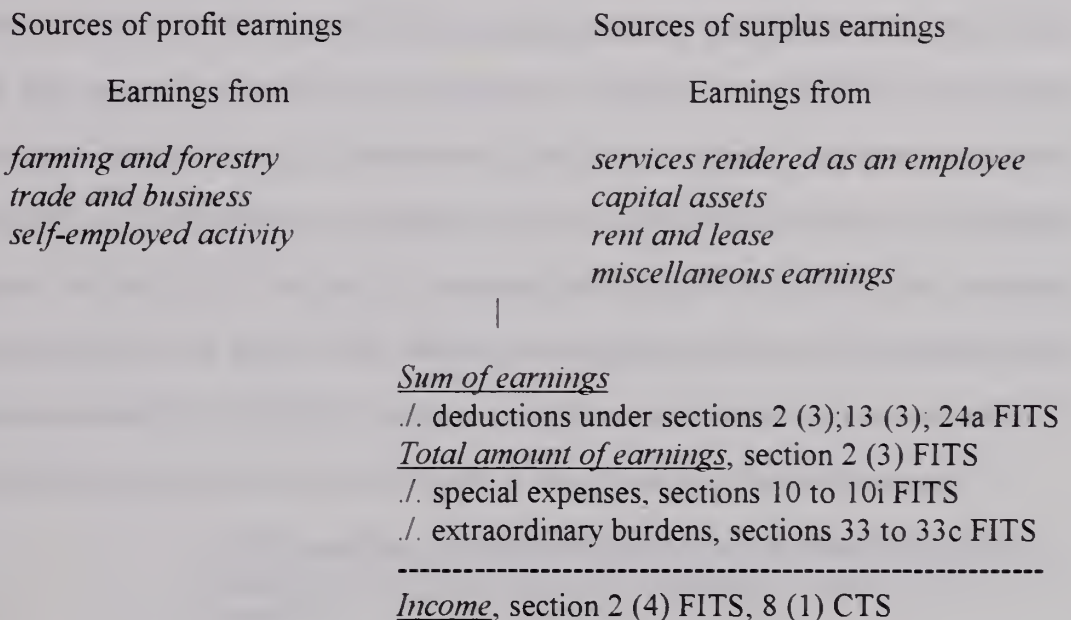 Sources of profit earnings
Sources of surplus earnings
Earnings from
Earnings from
farming and forestry
trade and business
self-employed activity
services rendered as an employee
capital assets
rent and lease
miscellaneous earnings
|
Sum of earnings
./. deductions under sections 2 (3);13 (3); 24a FITS
Total amount of earnings, section 2 (3) FITS
./. special expenses, sections 10 to 10i FITS
./. extraordinary burdens, sections 33 to 33c FITS
------------------------------------------------------------
Income, section 2 (4) FITS, 8 (1) CTS